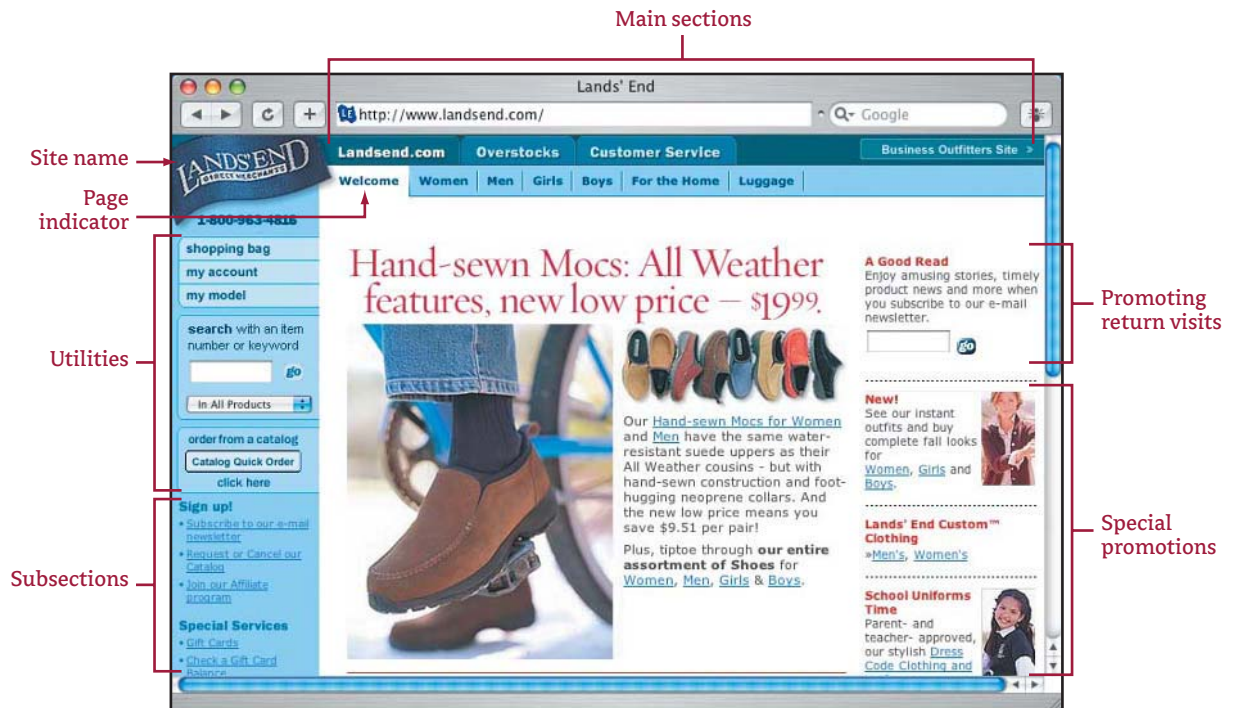 Main sections
Lands' End
http://www.landsend.com/
Google
Site name
LANDS' END
DIRECT MERCHANTS
Landsend.com
Overstocks
Customer Service
Business Outfitters Site >
Page
indicator
Welcome
Women
Men
Girls
Boys
For the Home
Luggage
1-800-963-4816
Utilities
shopping bag
my account
my model
search with an item
number or keyword
go
In All Products
order from a catalog
Catalog Quick Order
click here
Subsections
Sign up!
• Subscribe to our e-mail
newsletter
• Request or Cancel our
Catalog
• Join our Affiliate
program
Special Services
• Gift Cards
• Check a Gift Card
Balance
Hand-sewn Mocs: All Weather
features, new low price – $19.99.
Our Hand-sewn Mocs for Women
and Men have the same water-
resistant suede uppers as their
All Weather cousins - but with
hand-sewn construction and foot-
hugging neoprene collars. And
the new low price means you
save $9.51 per pair!
Plus, tiptoe through our entire
assortment of Shoes for
Women, Men, Girls & Boys.
A Good Read
Enjoy amusing stories, timely
product news and more when
you subscribe to our e-mail
newsletter.
go
Promoting
return visits
New!
See our instant
outfits and buy
complete fall looks
for
Women, Girls and
Boys.
Lands' End Custom™
Clothing
»Men's, Women's
School Uniforms
Time
Parent- and
teacher- approved,
our stylish Dress
Code Clothing and
Special
promotions